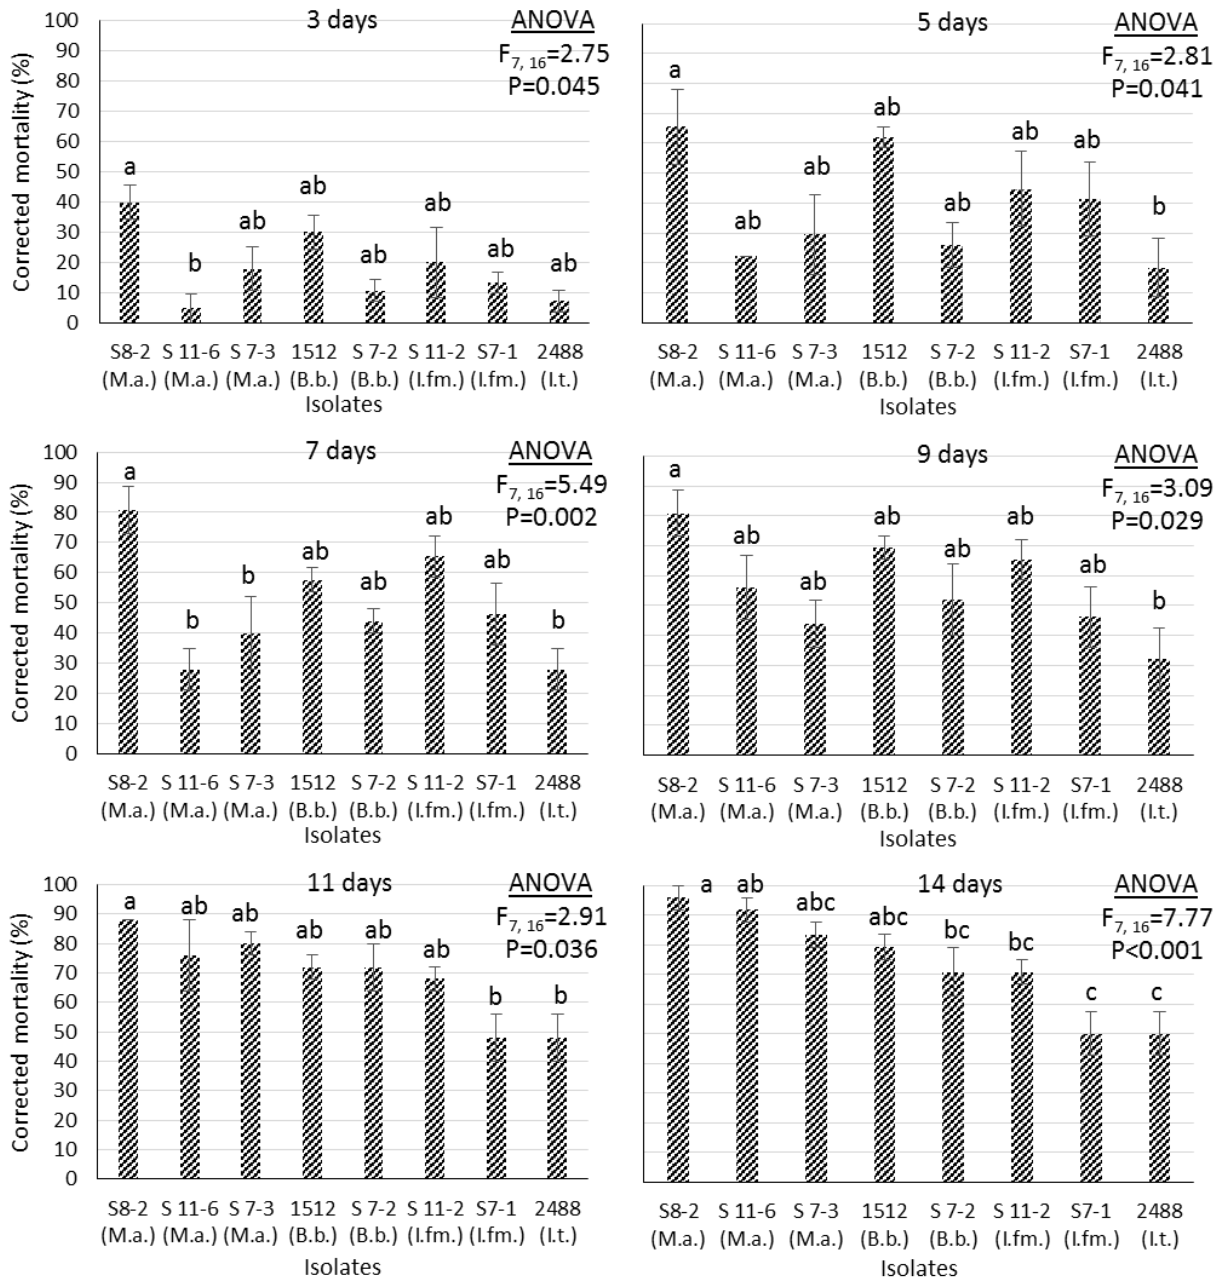 3 days
ANOVA
F7, 16=2.75
P=0.045
Corrected mortality (%)
100
90
80
70
60
50
40
30
20
10
0
a
b
ab
ab
ab
ab
ab
ab
S8-2 S 11-6 S 7-3 1512 S 7-2 S 11-2 S7-1 2488
(M.a.) (M.a.) (M.a.) (B.b.) (B.b.) (I.fm.) (I.fm.) (I.t.)
Isolates
5 days
ANOVA
F7, 16=2.81
P=0.041
a
ab
ab
ab
ab
ab
ab
b
S8-2 S 11-6 S 7-3 1512 S 7-2 S 11-2 S7-1 2488
(M.a.) (M.a.) (M.a.) (B.b.) (B.b.) (I.fm.) (I.fm.) (I.t.)
Isolates
7 days
ANOVA
F7, 16=5.49
P=0.002
Corrected mortality (%)
100
90
80
70
60
50
40
30
20
10
0
a
b
b
ab
ab
ab
ab
b
S8-2 S 11-6 S 7-3 1512 S 7-2 S 11-2 S7-1 2488
(M.a.) (M.a.) (M.a.) (B.b.) (B.b.) (I.fm.) (I.fm.) (I.t.)
Isolates
9 days
ANOVA
F7, 16=3.09
P=0.029
a
ab
ab
ab
ab
ab
ab
b
S8-2 S 11-6 S 7-3 1512 S 7-2 S 11-2 S7-1 2488
(M.a.) (M.a.) (M.a.) (B.b.) (B.b.) (I.fm.) (I.fm.) (I.t.)
Isolates
11 days
ANOVA
F7, 16=2.91
P=0.036
Corrected mortality (%)
100
90
80
70
60
50
40
30
20
10
0
a
ab
ab
ab
ab
ab
b
b
S8-2 S 11-6 S 7-3 1512 S 7-2 S 11-2 S7-1 2488
(M.a.) (M.a.) (M.a.) (B.b.) (B.b.) (I.fm.) (I.fm.) (I.t.)
Isolates
14 days
ANOVA
F7, 16=7.77
P<0.001
a
ab
abc
abc
bc
bc
c
c
S8-2 S 11-6 S 7-3 1512 S 7-2 S 11-2 S7-1 2488
(M.a.) (M.a.) (M.a.) (B.b.) (B.b.) (I.fm.) (I.fm.) (I.t.)
Isolates